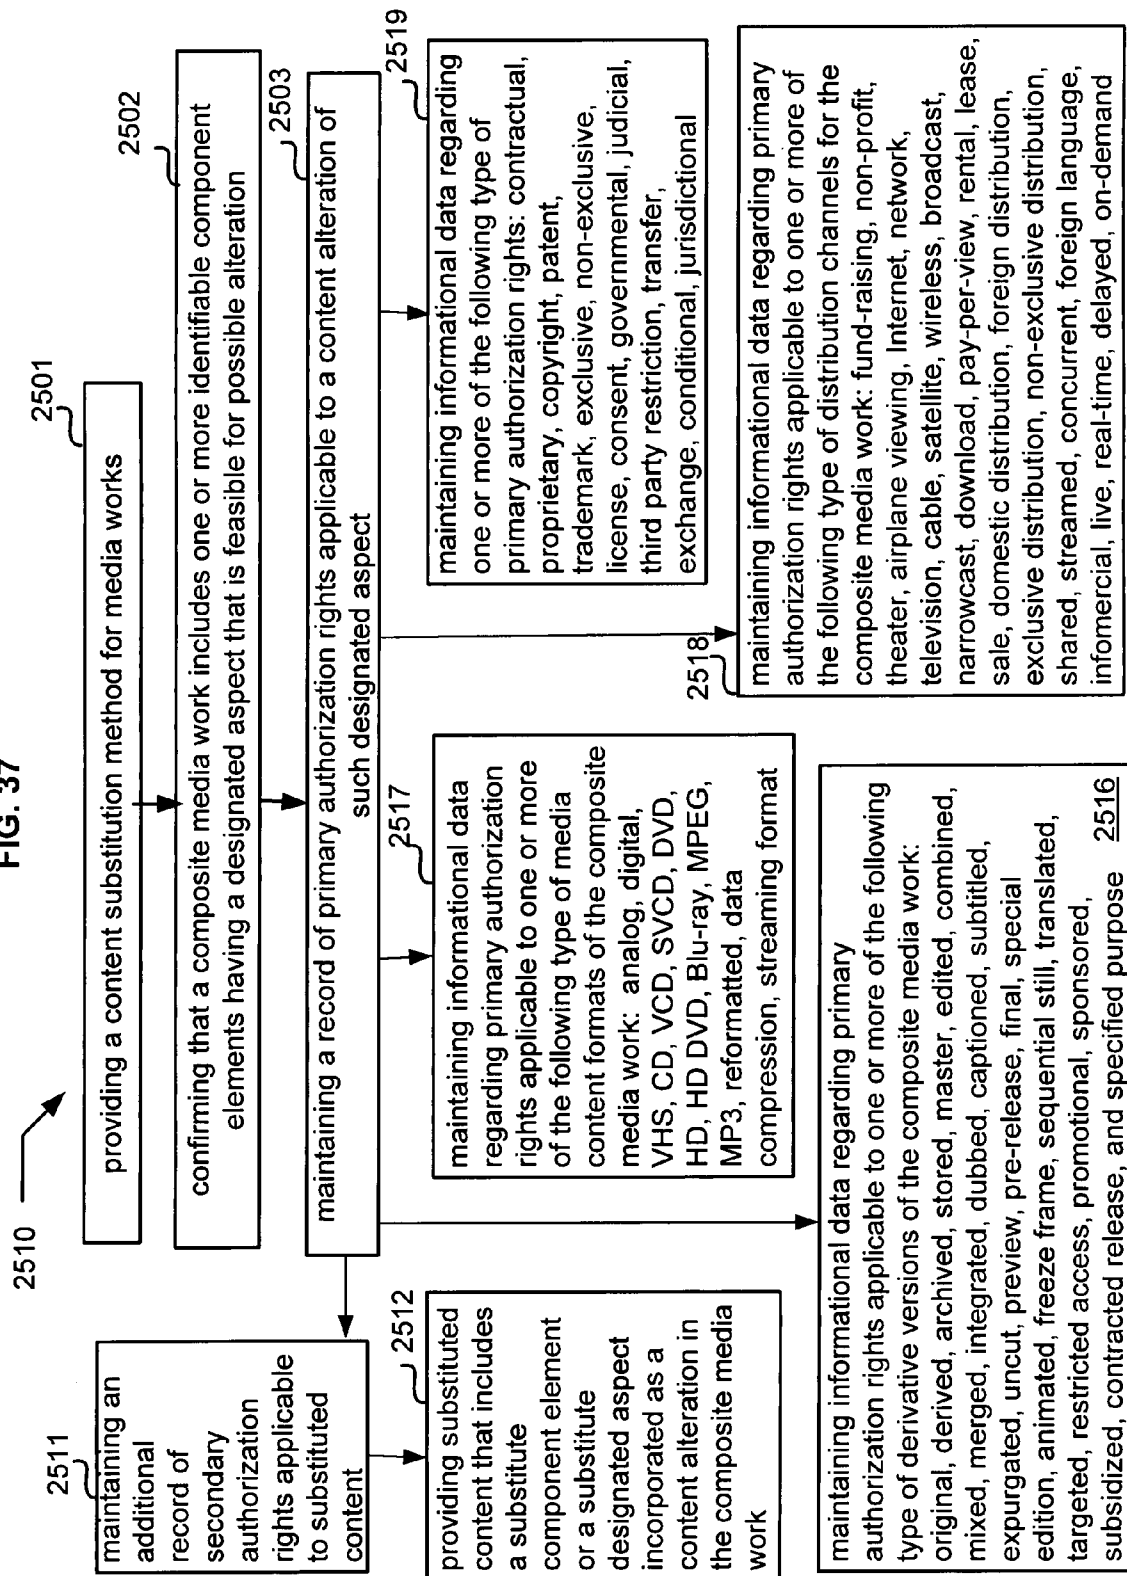 FIG. 37
2510
2501
providing a content substitution method for media works
2502
confirming that a composite media work includes one or more identifiable component
elements having a designated aspect that is feasible for possible alteration
2503
maintaining a record of primary authorization rights applicable to a content alteration of
such designated aspect
2511
maintaining an
additional
record of
secondary
authorization
rights applicable
to substituted
content
2512
providing substituted
content that includes
a substitute
component element
or a substitute
designated aspect
incorporated as a
content alteration in
the composite media
work
2517
maintaining informational data
regarding primary authorization
rights applicable to one or more
of the following type of media
content formats of the composite
media work: analog, digital,
VHS, CD, VCD, SVCD, DVD,
HD, HD DVD, Blu-ray, MPEG,
MP3, reformatted, data
compression, streaming format
2519
maintaining informational data regarding
one or more of the following type of
primary authorization rights: contractual,
proprietary, copyright, patent,
trademark, exclusive, non-exclusive,
license, consent, governmental, judicial,
third party restriction, transfer,
exchange, conditional, jurisdictional
2516
maintaining informational data regarding primary
authorization rights applicable to one or more of the following
type of derivative versions of the composite media work:
original, derived, archived, stored, master, edited, combined,
mixed, merged, integrated, dubbed, captioned, subtitled,
expurgated, uncut, preview, pre-release, final, special
edition, animated, freeze frame, sequential still, translated,
targeted, restricted access, promotional, sponsored,
subsidized, contracted release, and specified purpose
2518
maintaining informational data regarding primary
authorization rights applicable to one or more of
the following type of distribution channels for the
composite media work: fund-raising, non-profit,
theater, airplane viewing, Internet, network,
television, cable, satellite, wireless, broadcast,
narrowcast, download, pay-per-view, rental, lease,
sale, domestic distribution, foreign distribution,
exclusive distribution, non-exclusive distribution,
shared, streamed, concurrent, foreign language,
infomercial, live, real-time, delayed, on-demand